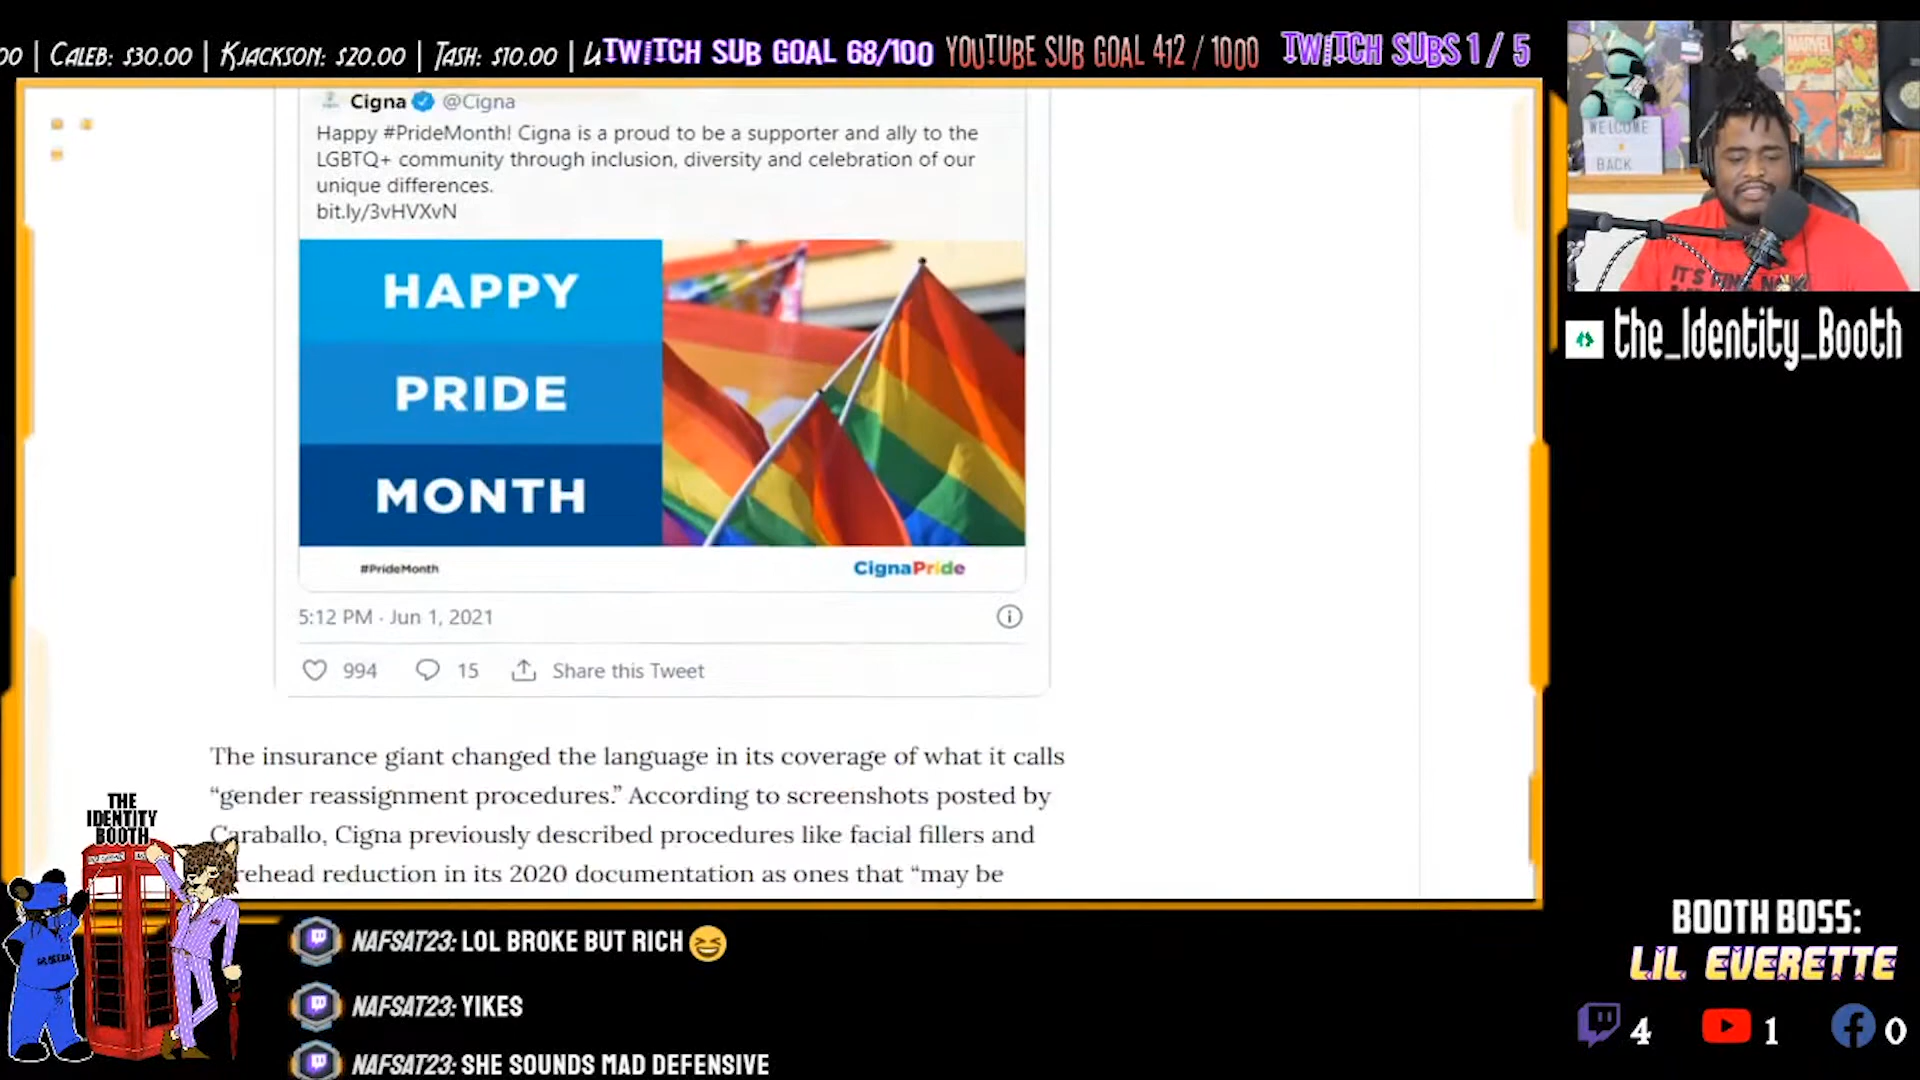 00 | Caleb: $30.00 | KJackson: $20.00 | Tash: $10.00 |
TWITCH SUB GOAL 68/100
YOUTUBE SUB GOAL 412 / 1000
TWITCH SUBS 1 / 5
Cigna @Cigna
Happy #PrideMonth! Cigna is a proud to be a supporter and ally to the
LGBTQ+ community through inclusion, diversity and celebration of our
unique differences.
bit.ly/3vHVXvN
HAPPY
PRIDE
MONTH
#PrideMonth
CignaPride
5:12 PM · Jun 1, 2021
994 15 Share this Tweet
The insurance giant changed the language in its coverage of what it calls
“gender reassignment procedures.” According to screenshots posted by
Caraballo, Cigna previously described procedures like facial fillers and
rehead reduction in its 2020 documentation as ones that “may be
MARVEL
COMICS
WELCOME
BACK
IT'S
the_Identity_Booth
THE
IDENTITY
BOOTH
NAFSAT23: LOL BROKE BUT RICH 😆
NAFSAT23: YIKES
NAFSAT23: SHE SOUNDS MAD DEFENSIVE
BOOTH BOSS:
LIL EVERETTE
4 1 0